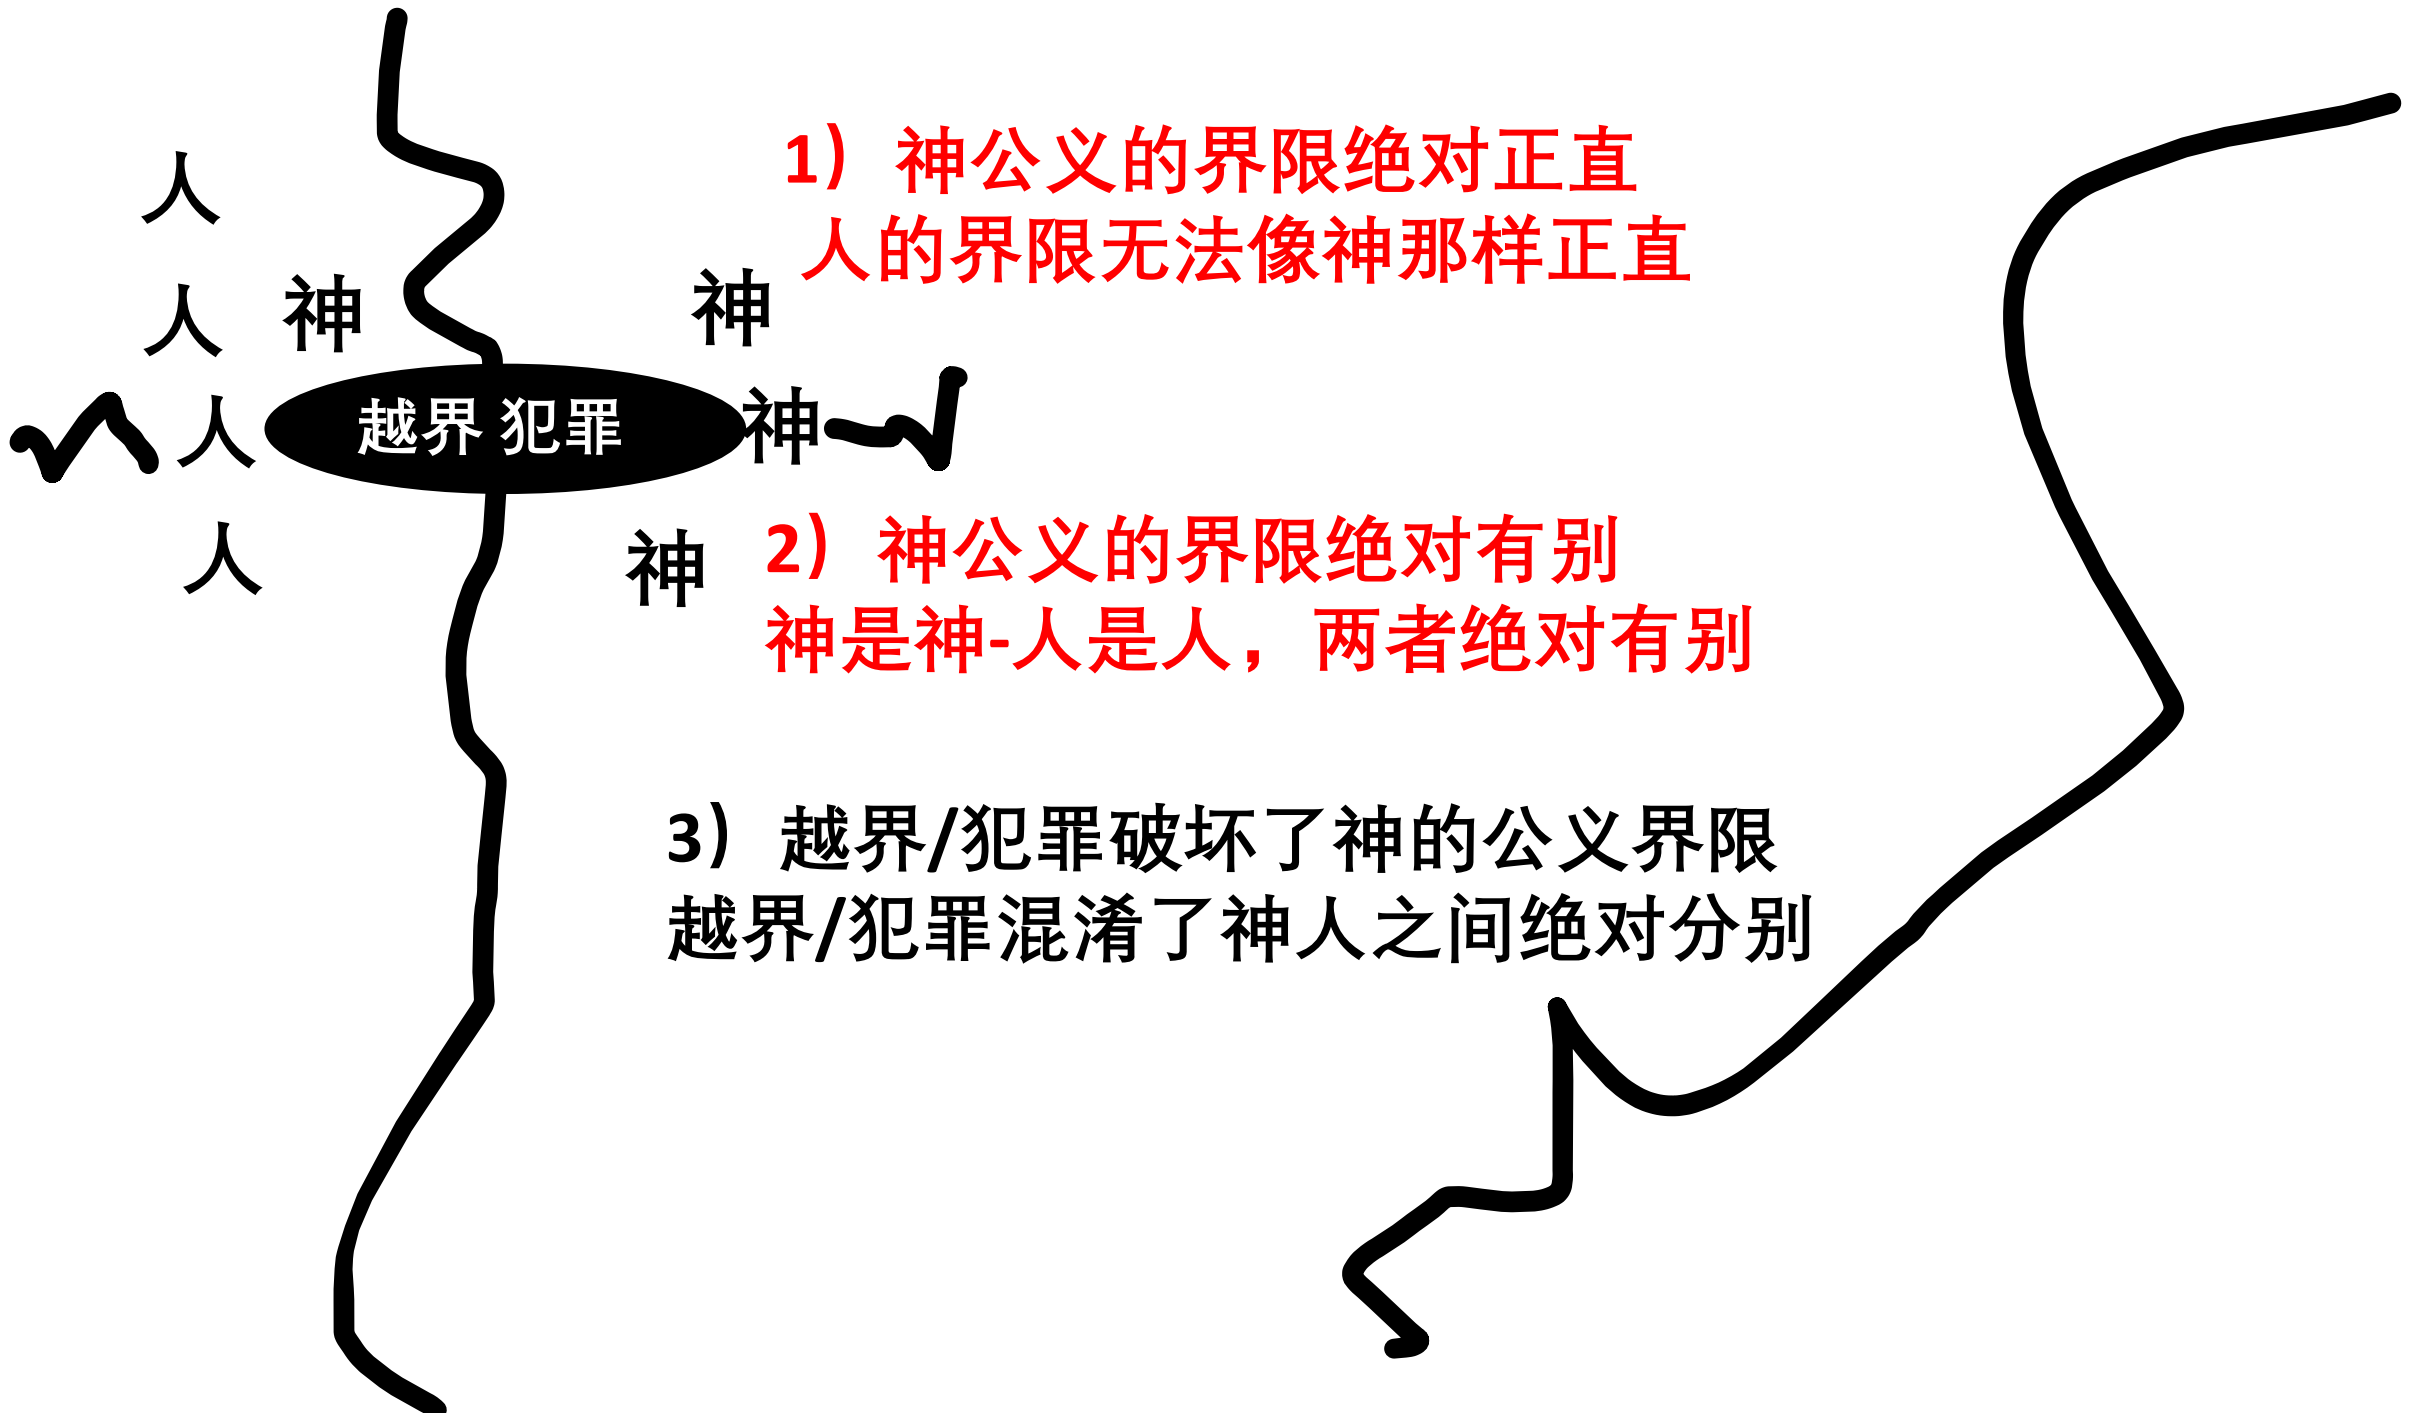 人
人
人
人
神
越界 犯罪
神
神
神
1）神公义的界限绝对正直
人的界限无法像神那样正直
2）神公义的界限绝对有别
神是神-人是人，两者绝对有别
3）越界/犯罪破坏了神的公义界限
越界/犯罪混淆了神人之间绝对分别